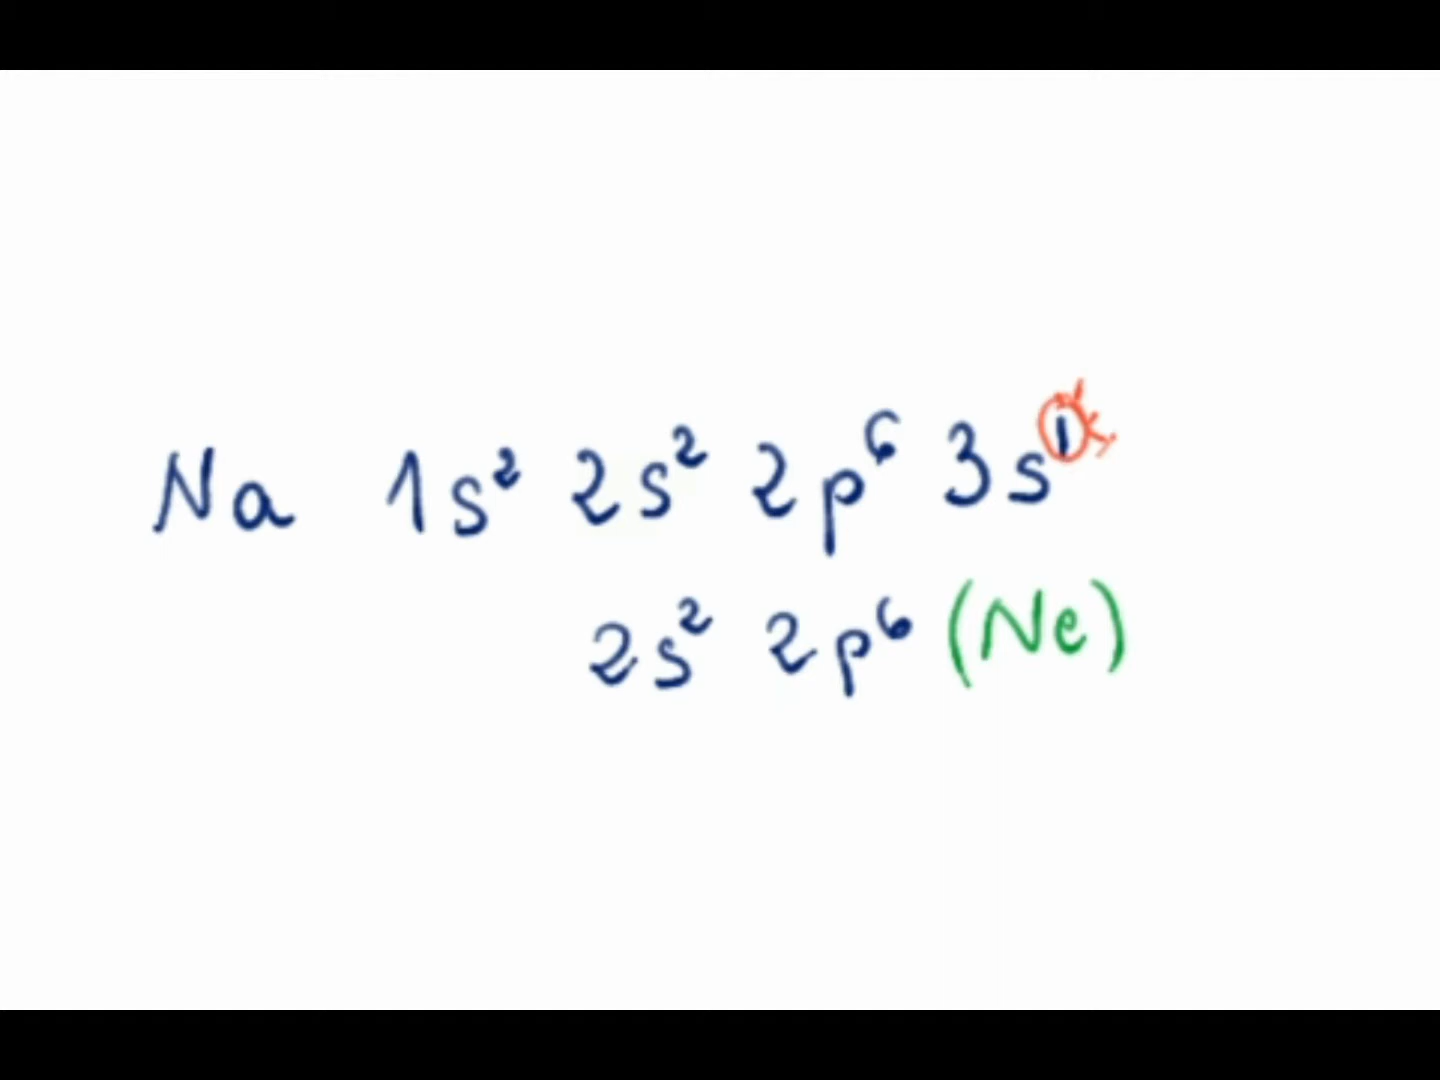 Na 1s² 2s² 2p⁶ 3s¹
2s² 2p⁶ (Ne)